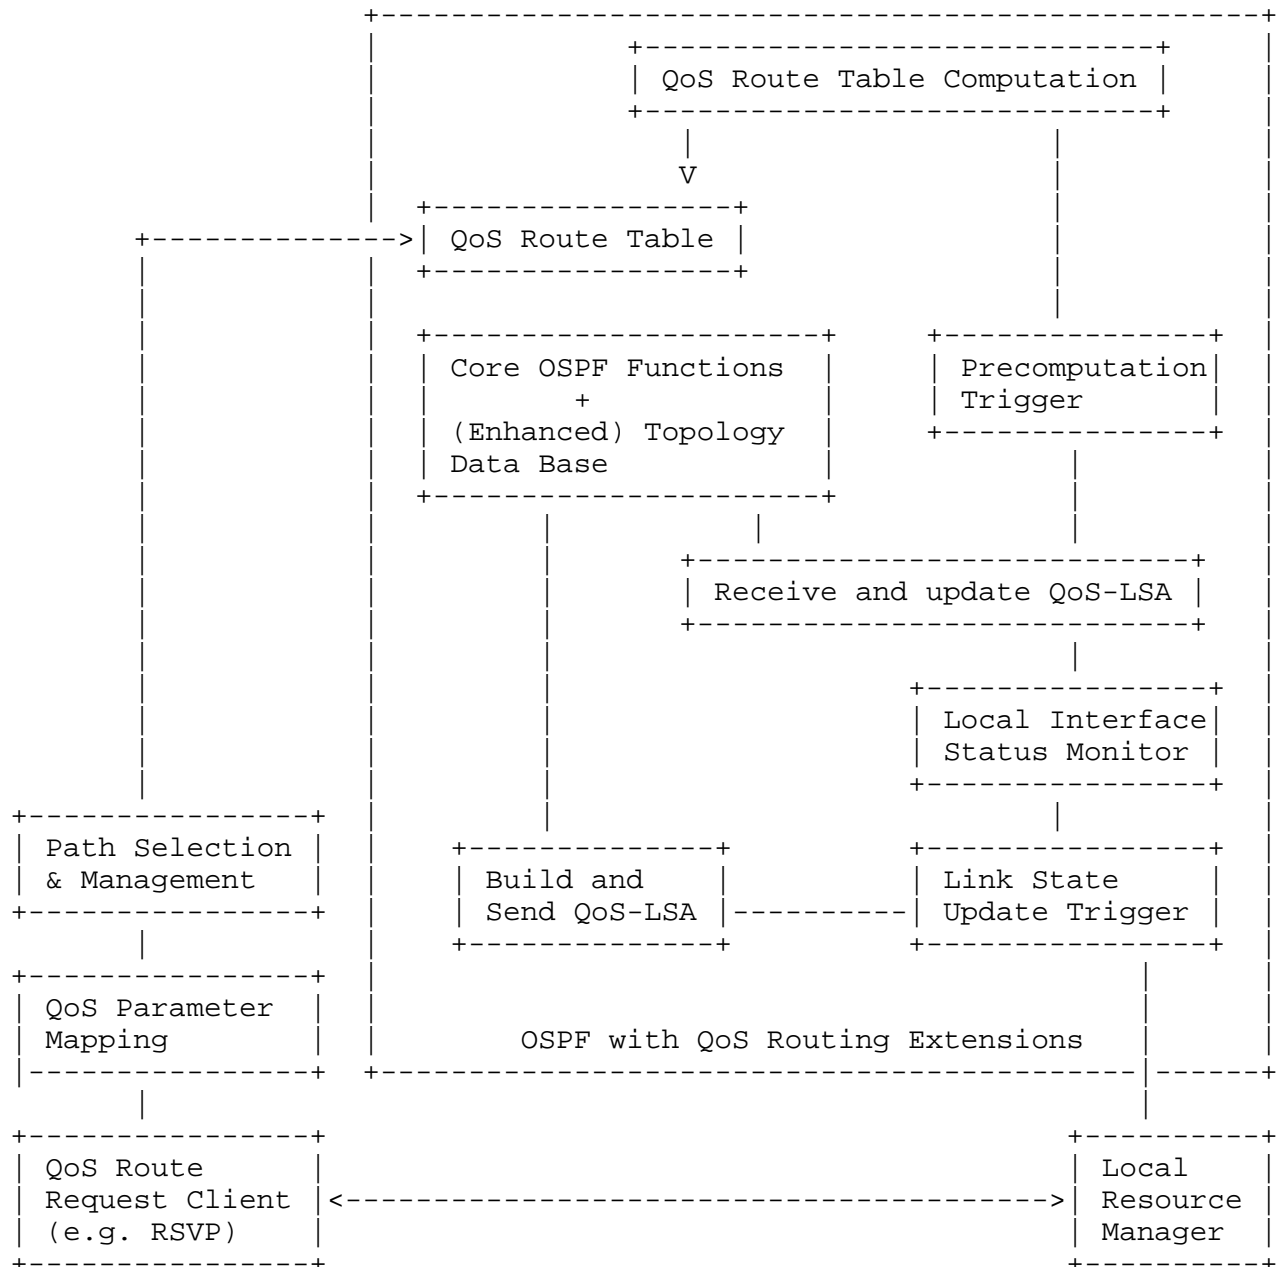 QoS Route Table Computation
V
QoS Route Table
Core OSPF Functions
+
(Enhanced) Topology
Data Base
Precomputation
Trigger
Receive and update QoS-LSA
Local Interface
Status Monitor
Path Selection
& Management
Build and
Send QoS-LSA
Link State
Update Trigger
QoS Parameter
Mapping
OSPF with QoS Routing Extensions
QoS Route
Request Client
(e.g. RSVP)
Local
Resource
Manager